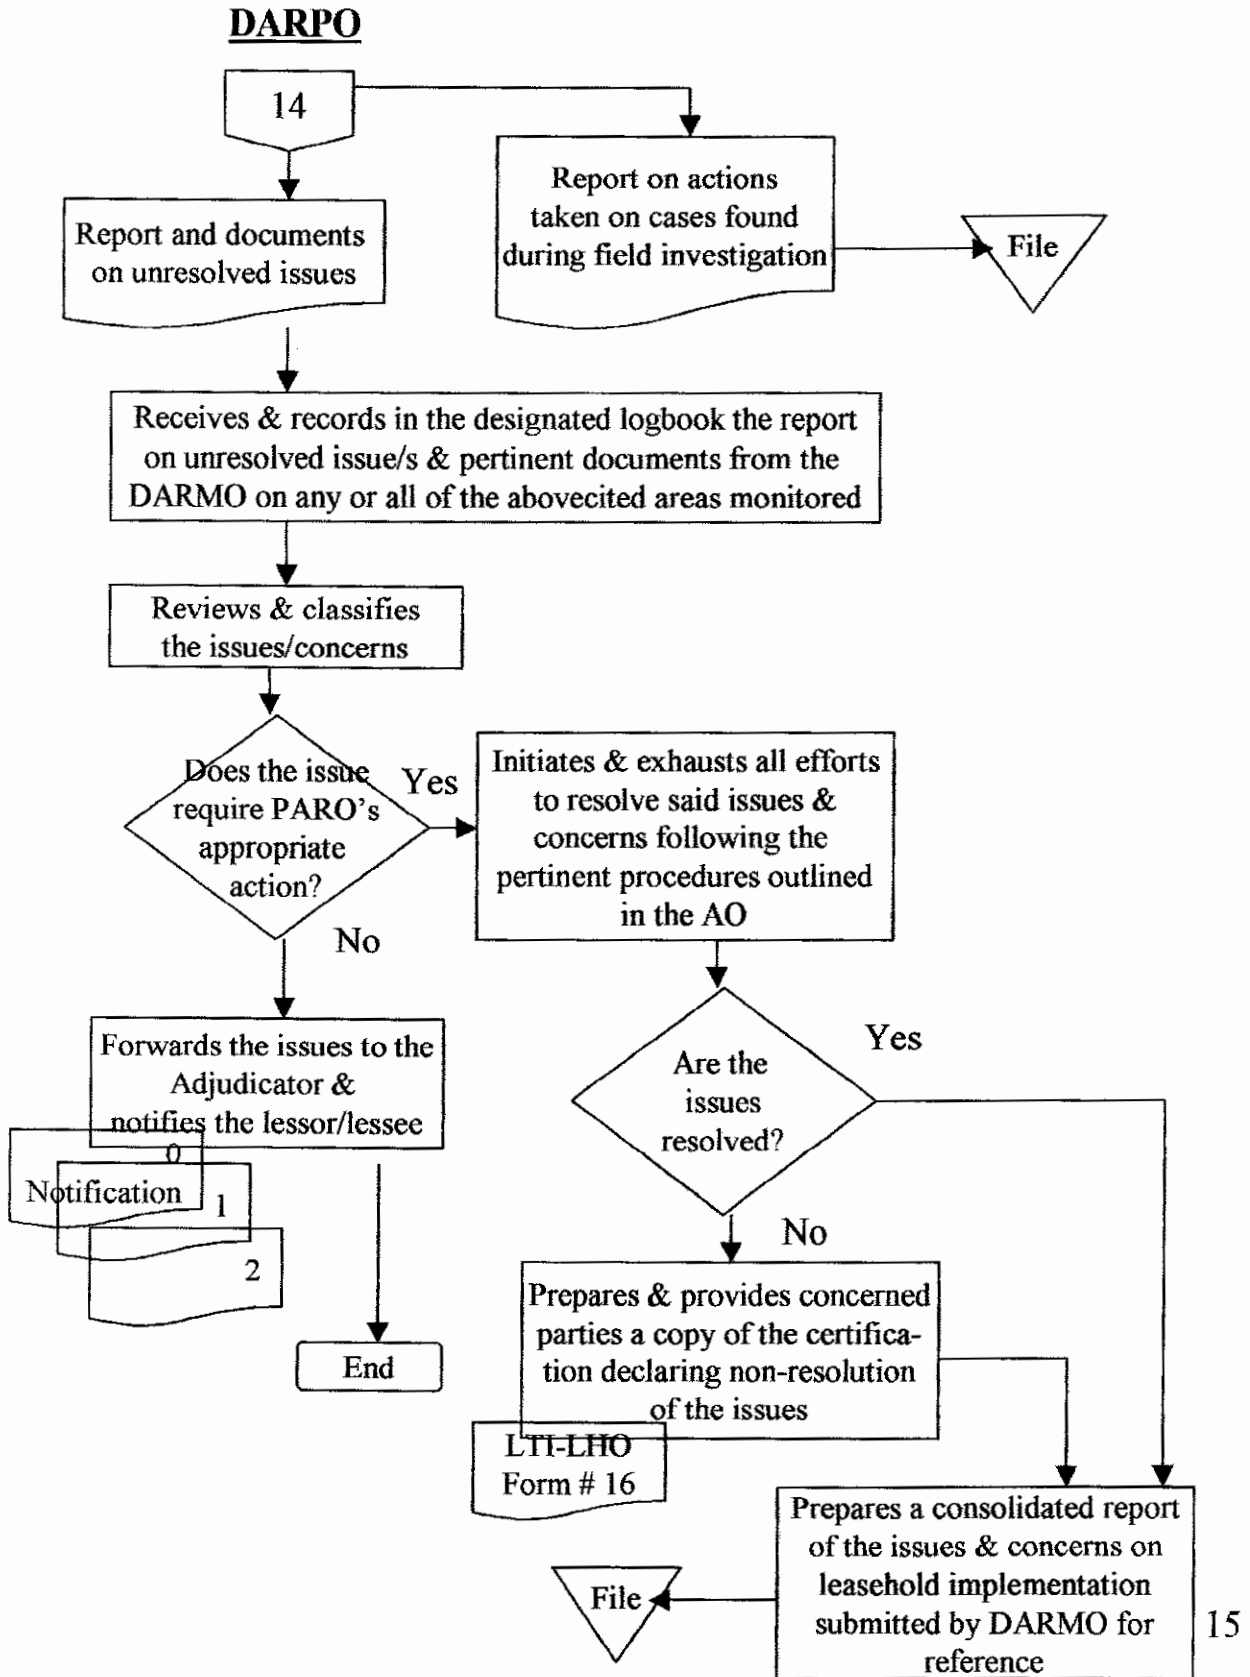 DARPO
14
Report on actions
taken on cases found
during field investigation
File
Report and documents
on unresolved issues
Receives & records in the designated logbook the report
on unresolved issue/s & pertinent documents from the
DARMO on any or all of the abovecited areas monitored
Reviews & classifies
the issues/concerns
Does the issue
require PARO's
appropriate
action?
Yes
No
Initiates & exhausts all efforts
to resolve said issues &
concerns following the
pertinent procedures outlined
in the AO
Forwards the issues to the
Adjudicator &
notifies the lessor/lessee
0
Notification
1
2
End
Are the
issues
resolved?
Yes
No
Prepares & provides concerned
parties a copy of the certifica-
tion declaring non-resolution
of the issues
LTI-LHO
Form # 16
Prepares a consolidated report
of the issues & concerns on
leasehold implementation
submitted by DARMO for
reference
File
15